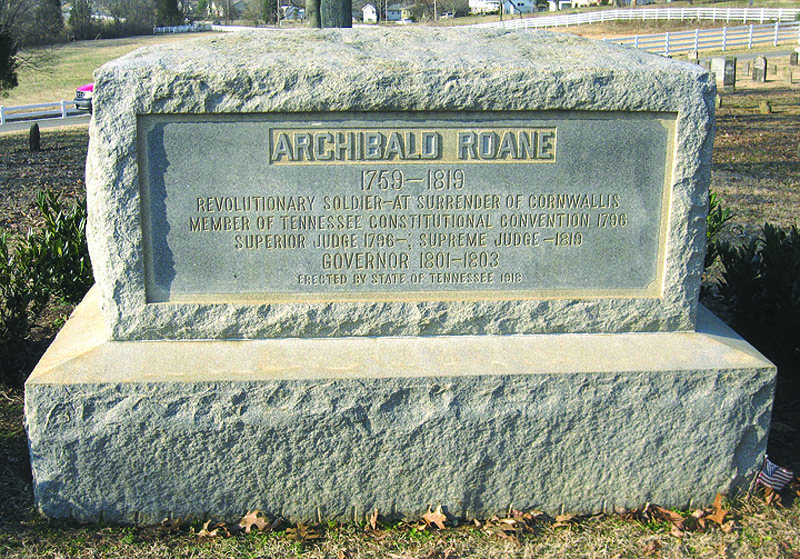 ARCHIBALD ROANE
1759–1819
REVOLUTIONARY SOLDIER–AT SURRENDER OF CORNWALLIS
MEMBER OF TENNESSEE CONSTITUTIONAL CONVENTION 1796
SUPERIOR JUDGE 1796–; SUPREME JUDGE–1819
GOVERNOR 1801–1803
ERECTED BY STATE OF TENNESSEE 1918